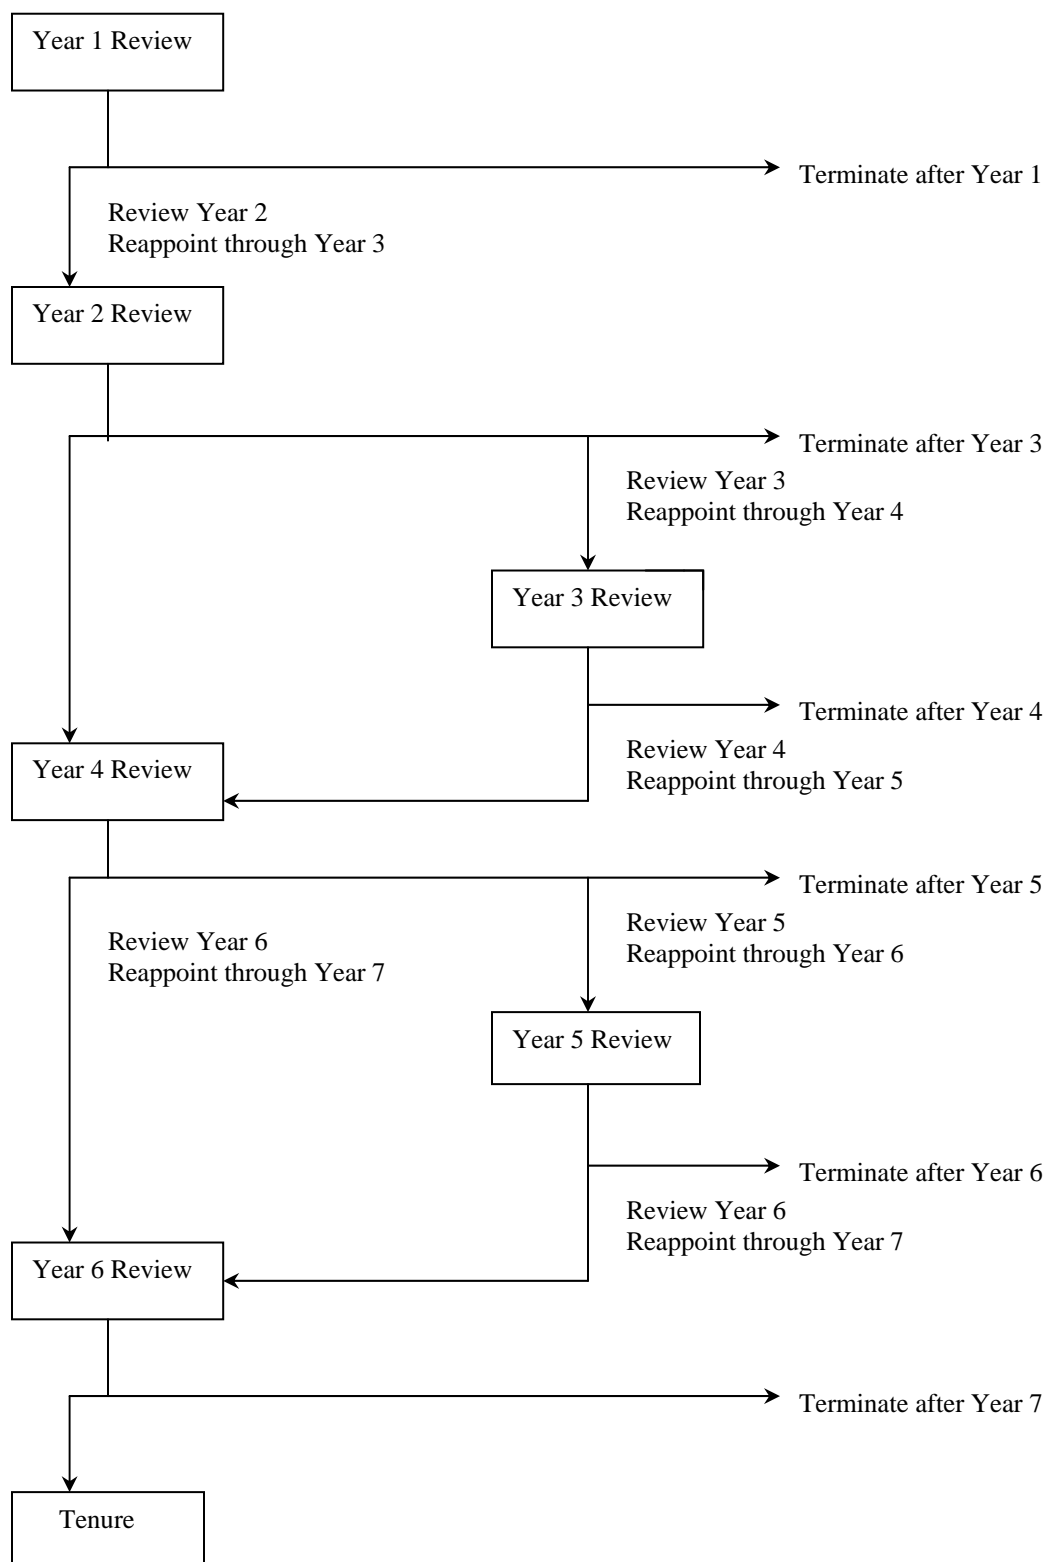 Year 1 Review
Terminate after Year 1
Review Year 2
Reappoint through Year 3
Year 2 Review
Terminate after Year 3
Review Year 3
Reappoint through Year 4
Year 3 Review
Terminate after Year 4
Review Year 4
Reappoint through Year 5
Year 4 Review
Terminate after Year 5
Review Year 5
Reappoint through Year 6
Review Year 6
Reappoint through Year 7
Year 5 Review
Terminate after Year 6
Review Year 6
Reappoint through Year 7
Year 6 Review
Terminate after Year 7
Tenure